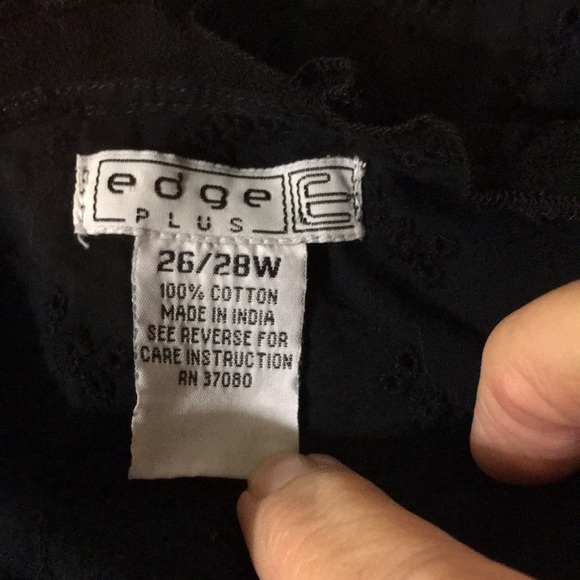 edge E
PLUS
26/28W
100% COTTON
MADE IN INDIA
SEE REVERSE FOR
CARE INSTRUCTION
RN 37080